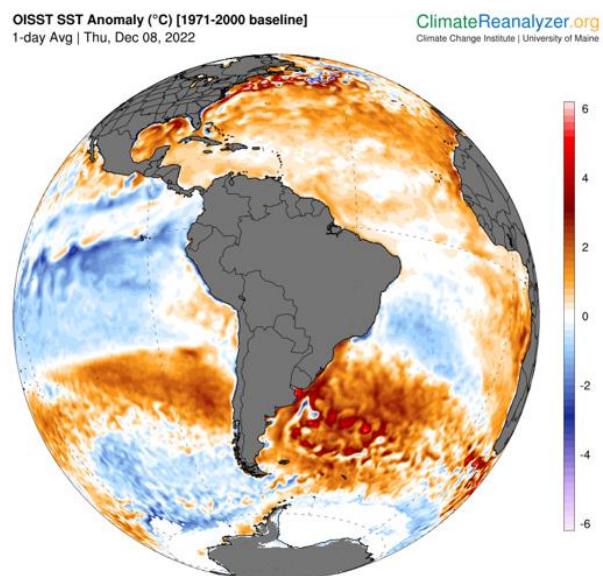 OISST SST Anomaly (°C) [1971-2000 baseline]
1-day Avg | Thu, Dec 08, 2022
ClimateReanalyzer.org
Climate Change Institute | University of Maine
6
4
2
0
-2
-4
-6